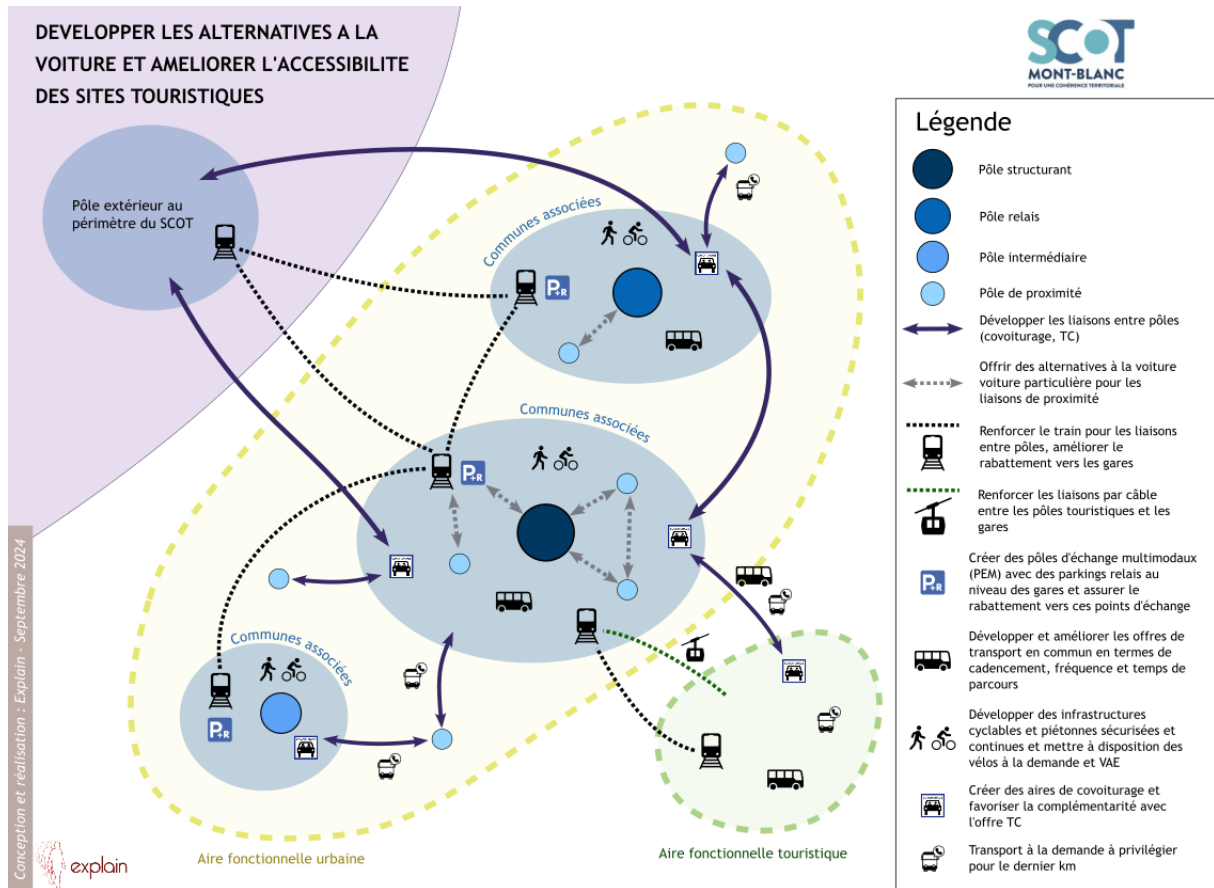 DEVELOPPER LES ALTERNATIVES A LA
VOITURE ET AMELIORER L'ACCESSIBILITE
DES SITES TOURISTIQUES
SCOT
MONT-BLANC
POUR UNE COHÉRENCE TERRITORIALE
Pôle extérieur au
périmètre du SCOT
Communes associées
P+R
Communes associées
P+R
Communes associées
P+R
Aire fonctionnelle urbaine
Aire fonctionnelle touristique
Conception et réalisation : Explain - Septembre 2024
explain
Légende
Pôle structurant
Pôle relais
Pôle intermédiaire
Pôle de proximité
Développer les liaisons entre pôles
(covoiturage, TC)
Offrir des alternatives à la voiture
voiture particulière pour les
liaisons de proximité
Renforcer le train pour les liaisons
entre pôles, améliorer le
rabattement vers les gares
Renforcer les liaisons par câble
entre les pôles touristiques et les
gares
P+R
Créer des pôles d'échange multimodaux
(PEM) avec des parkings relais au
niveau des gares et assurer le
rabattement vers ces points d'échange
Développer et améliorer les offres de
transport en commun en termes de
cadencement, fréquence et temps de
parcours
Développer des infrastructures
cyclables et piétonnes sécurisées et
continues et mettre à disposition des
vélos à la demande et VAE
Créer des aires de covoiturage et
favoriser la complémentarité avec
l'offre TC
Transport à la demande à privilégier
pour le dernier km